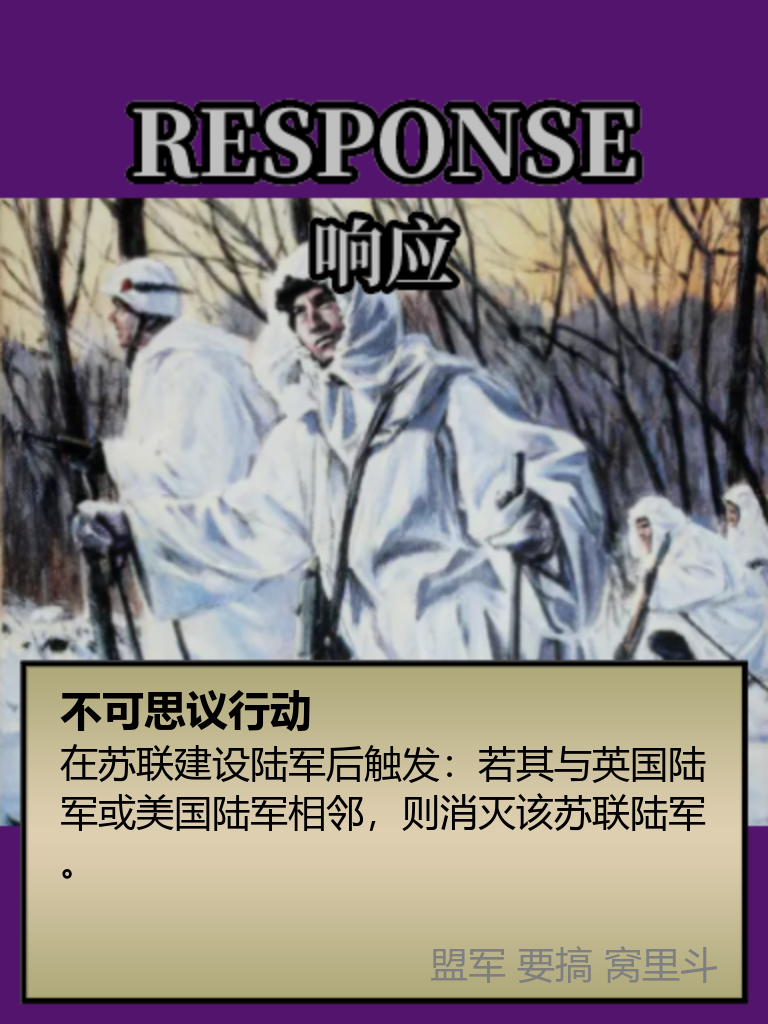 RESPONSE
响应
不可思议行动
在苏联建设陆军后触发：若其与英国陆
军或美国陆军相邻，则消灭该苏联陆军
。
盟军 要搞 窝里斗